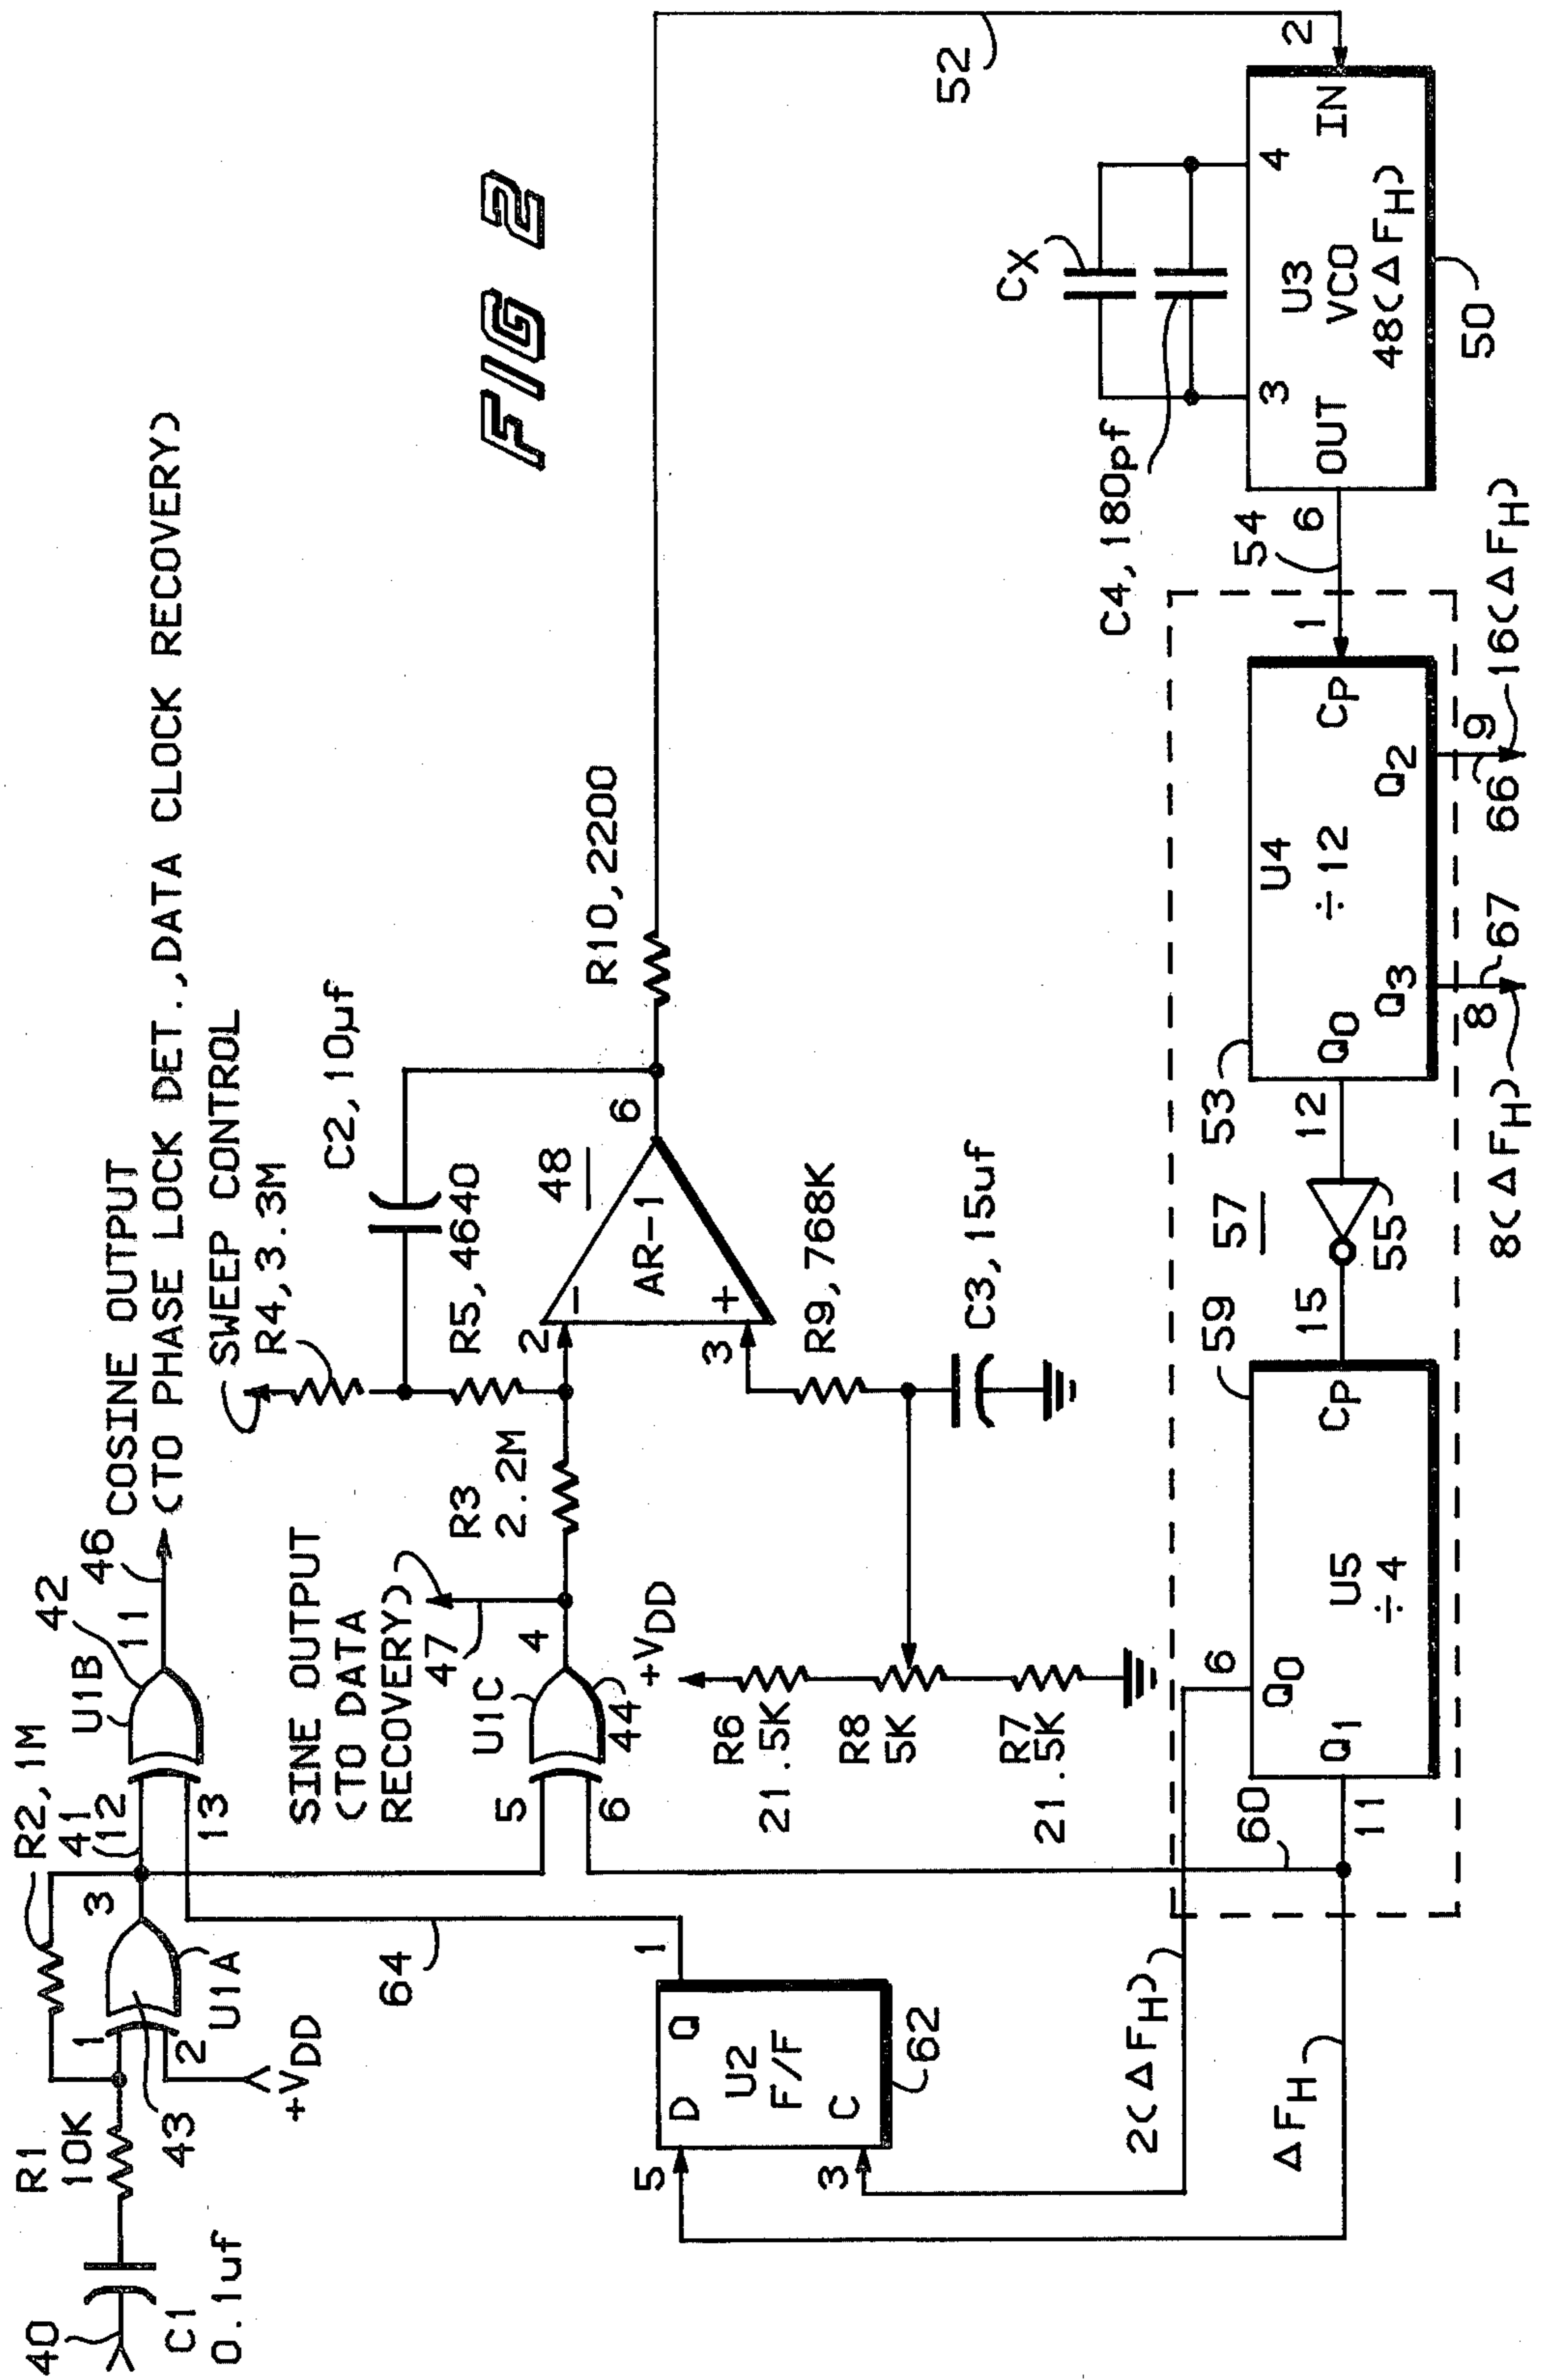 40
C1
0.1uf
R1
10K
43
1
2
+VDD
U1A
3
R2,1M
41
12
13
U1B
42
11
46
COSINE OUTPUT
(TO PHASE LOCK DET.,DATA CLOCK RECOVERY)
64
5
6
U1C
44
4
47
SINE OUTPUT
(TO DATA
RECOVERY)
R3
2.2M
SWEEP CONTROL
R4,3.3M
R5,4640
C2,10µf
2
3
-
+
AR-1
48
6
R10,2200
FIG 2
52
+VDD
R6
21.5K
R8
5K
R7
21.5K
R9,768K
C3,15uf
5
3
D
Q
U2
F/F
C
1
62
2(ΔFH)
ΔFH
60
11
6
Q0
Q1
U5
÷4
CP
59
15
57
55
12
53
Q0
Q3
U4
÷12
Q2
CP
1
8
67
8(ΔFH)
9
66
16(ΔFH)
54
6
C4,180pf
CX
3
4
OUT
U3
VCO
48(ΔFH)
IN
2
50